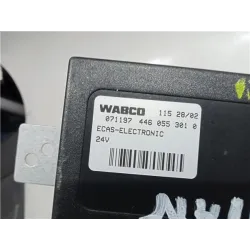 WABCO 115 28/02
071197 446 055 301 0
ECAS-ELECTRONIC
24V